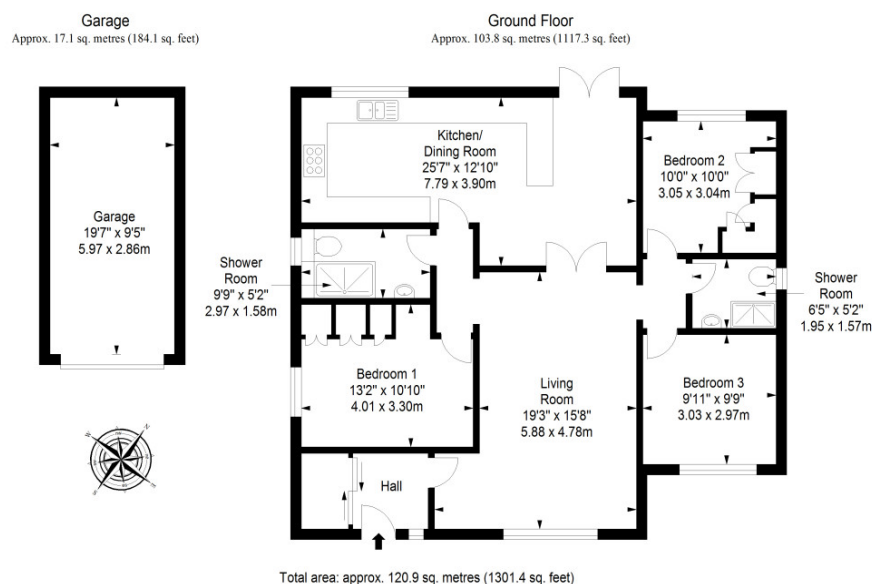 Garage
Approx. 17.1 sq. metres (184.1 sq. feet)
Ground Floor
Approx. 103.8 sq. metres (1117.3 sq. feet)
Kitchen/
Dining Room
25'7" x 12'10"
7.79 x 3.90m
Bedroom 2
10'0" x 10'0"
3.05 x 3.04m
Garage
19'7" x 9'5"
5.97 x 2.86m
Shower
Room
9'9" x 5'2"
2.97 x 1.58m
Shower
Room
6'5" x 5'2"
1.95 x 1.57m
Bedroom 1
13'2" x 10'10"
4.01 x 3.30m
Living
Room
19'3" x 15'8"
5.88 x 4.78m
Bedroom 3
9'11" x 9'9"
3.03 x 2.97m
Hall
W
N
Total area: approx. 120.9 sq. metres (1301.4 sq. feet)